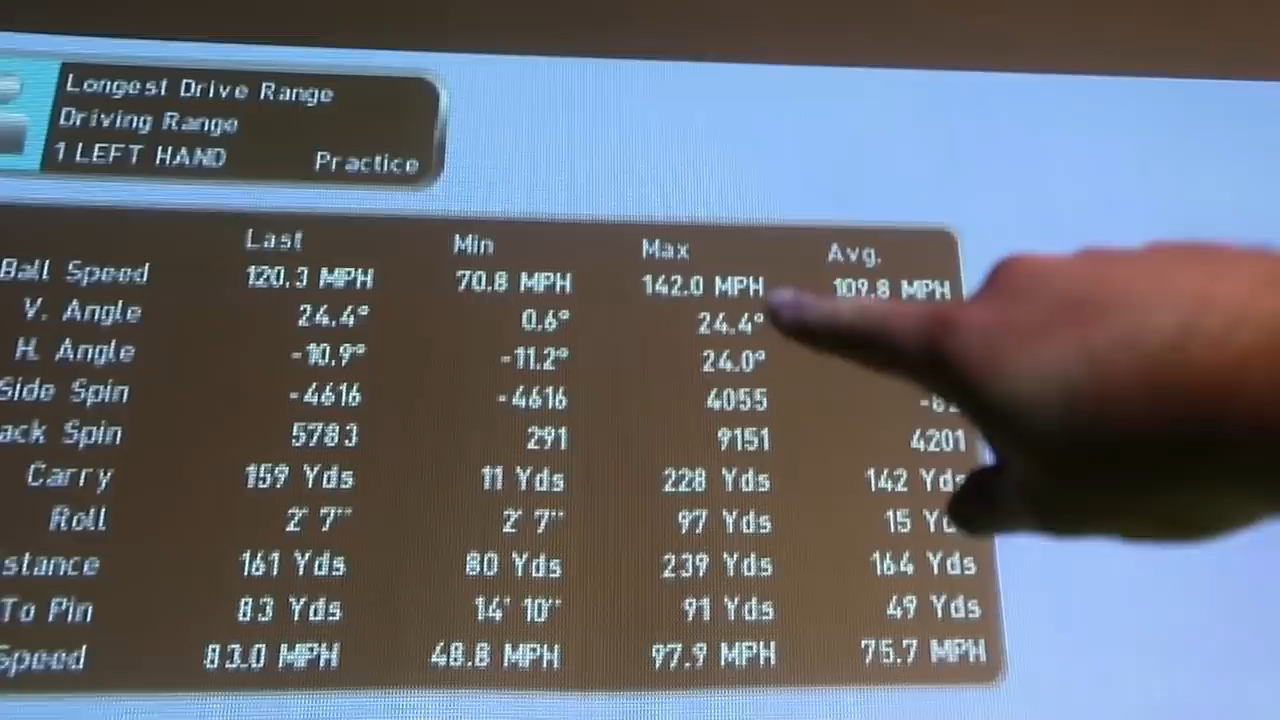 Longest Drive Range
Driving Range
1 LEFT HAND Practice
Last Min Max Avg.
Ball Speed 120.3 MPH 70.8 MPH 142.0 MPH 109.8 MPH
V. Angle 24.4° 0.6° 24.4°
H. Angle -10.9° -11.2° 24.0°
Side Spin -4616 -4616 4055
ack Spin 5783 291 9151 4201
Carry 159 Yds 11 Yds 228 Yds 142 Yds
Roll 2' 7" 2' 7" 97 Yds 15
stance 161 Yds 80 Yds 239 Yds 164 Yds
To Pin 83 Yds 14' 10" 91 Yds 49 Yds
Speed 83.0 MPH 48.8 MPH 97.9 MPH 75.7 MPH